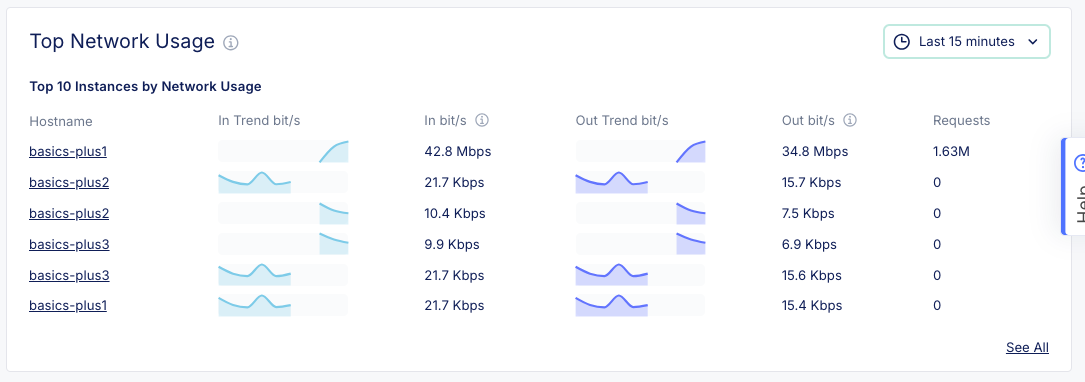 Top Network Usage
Last 15 minutes
Top 10 Instances by Network Usage
Hostname In Trend bit/s In bit/s Out Trend bit/s Out bit/s Requests
basics-plus1 42.8 Mbps 34.8 Mbps 1.63M
basics-plus2 21.7 Kbps 15.7 Kbps 0
basics-plus2 10.4 Kbps 7.5 Kbps 0
basics-plus3 9.9 Kbps 6.9 Kbps 0
basics-plus3 21.7 Kbps 15.6 Kbps 0
basics-plus1 21.7 Kbps 15.4 Kbps 0
See All
Help